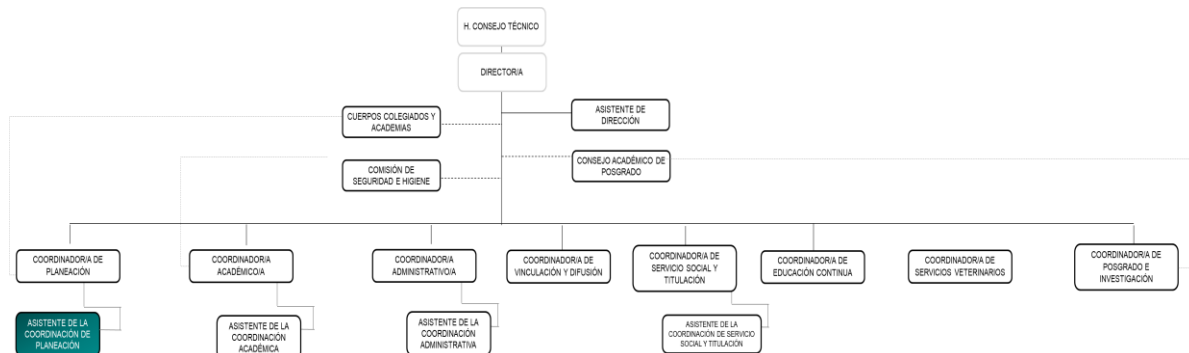 H. CONSEJO TÉCNICO
DIRECTOR/A
CUERPOS COLEGIADOS Y
ACADEMIAS
ASISTENTE DE
DIRECCIÓN
COMISIÓN DE
SEGURIDAD E HIGIENE
CONSEJO ACADÉMICO DE
POSGRADO
COORDINADOR/A DE
PLANEACIÓN
COORDINADOR/A
ACADÉMICO/A
COORDINADOR/A
ADMINISTRATIVO/A
COORDINADOR/A DE
VINCULACIÓN Y DIFUSIÓN
COORDINADOR/A DE
SERVICIO SOCIAL Y
TITULACIÓN
COORDINADOR/A DE
EDUCACIÓN CONTINUA
COORDINADOR/A DE
SERVICIOS VETERINARIOS
COORDINADOR/A DE
POSGRADO E
INVESTIGACIÓN
ASISTENTE DE LA
COORDINACIÓN DE
PLANEACIÓN
ASISTENTE DE LA
COORDINACIÓN
ACADÉMICA
ASISTENTE DE LA
COORDINACIÓN
ADMINISTRATIVA
ASISTENTE DE LA
COORDINACIÓN DE SERVICIO
SOCIAL Y TITULACIÓN